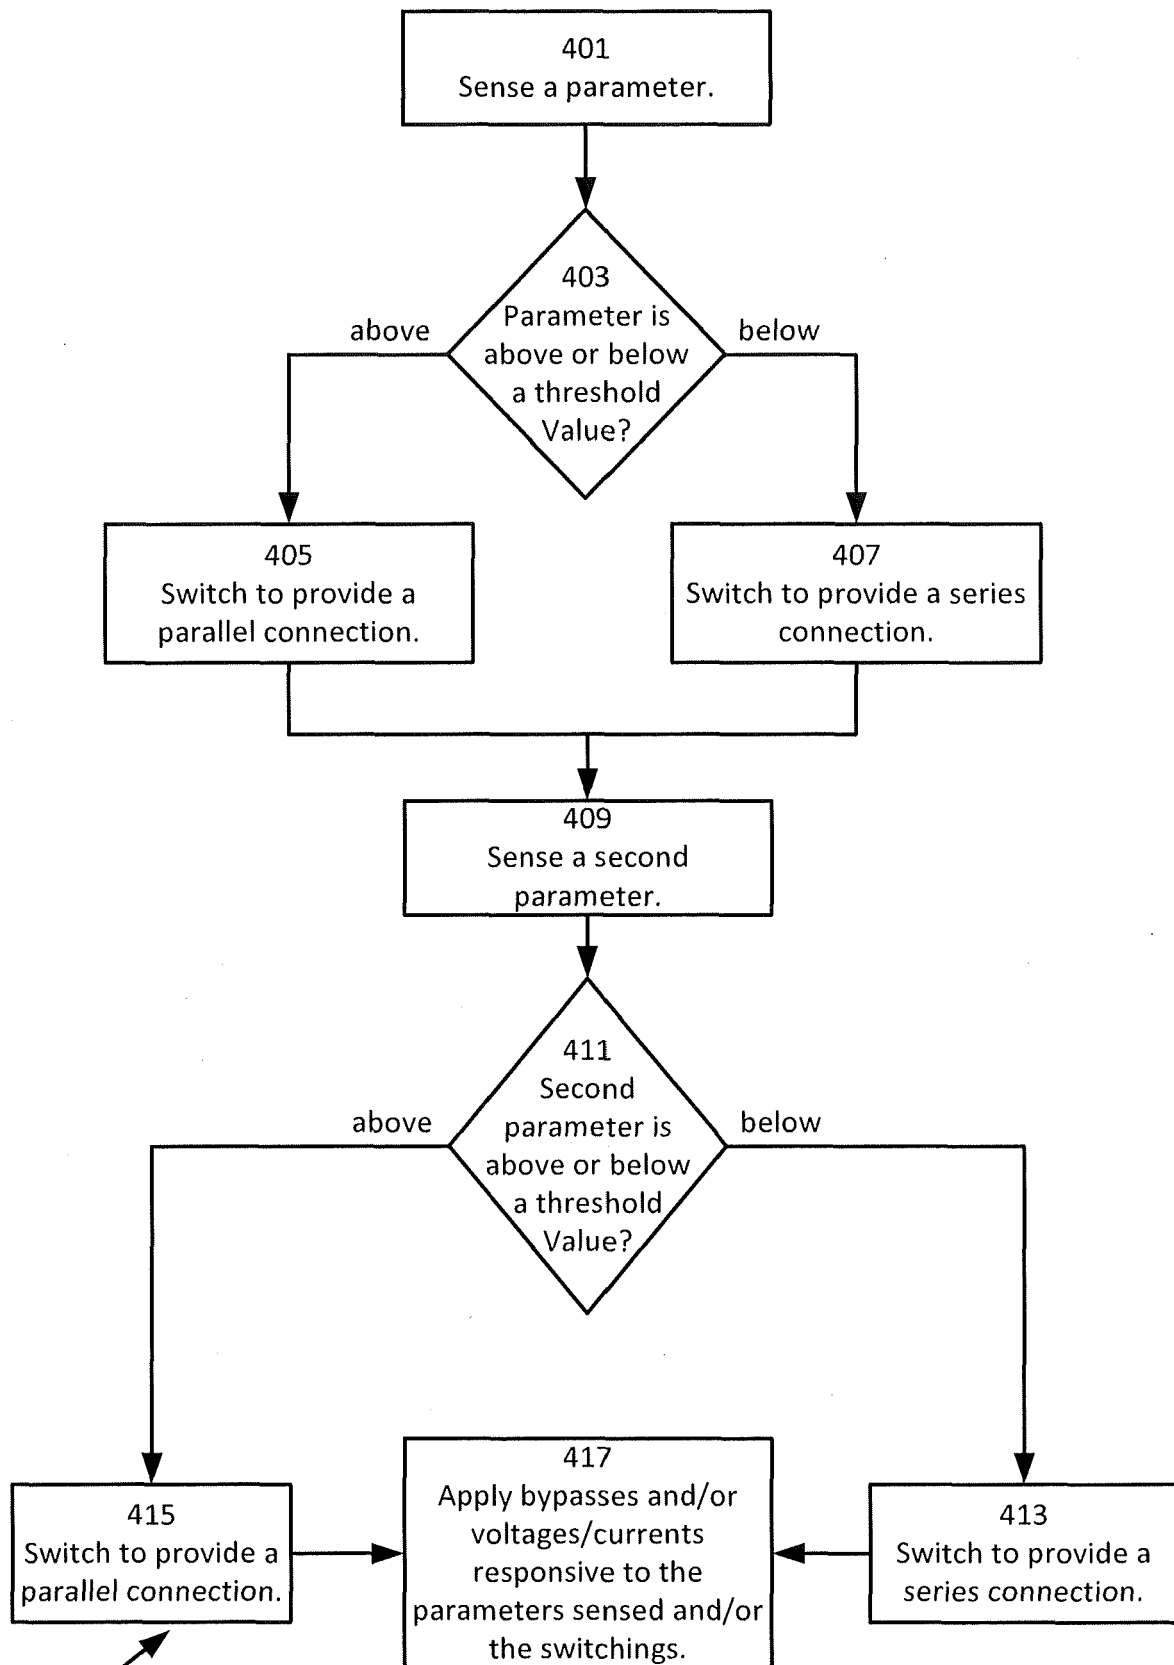 401
Sense a parameter.
403
Parameter is
above or below
a threshold
Value?
above
below
405
Switch to provide a
parallel connection.
407
Switch to provide a series
connection.
409
Sense a second
parameter.
411
Second
parameter is
above or below
a threshold
Value?
above
below
415
Switch to provide a
parallel connection.
417
Apply bypasses and/or
voltages/currents
responsive to the
parameters sensed and/or
the switchings.
413
Switch to provide a
series connection.